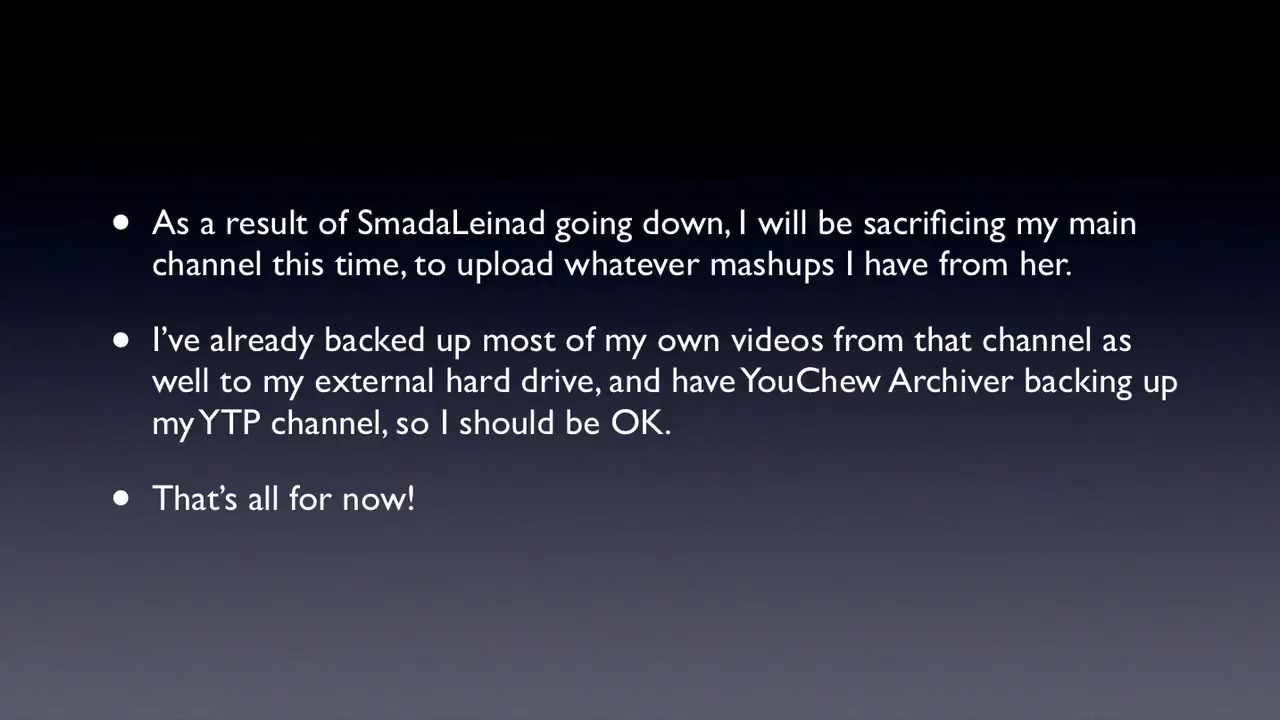 • As a result of SmadaLeinad going down, I will be sacrificing my main
channel this time, to upload whatever mashups I have from her.
• I’ve already backed up most of my own videos from that channel as
well to my external hard drive, and have YouChew Archiver backing up
my YTP channel, so I should be OK.
• That’s all for now!